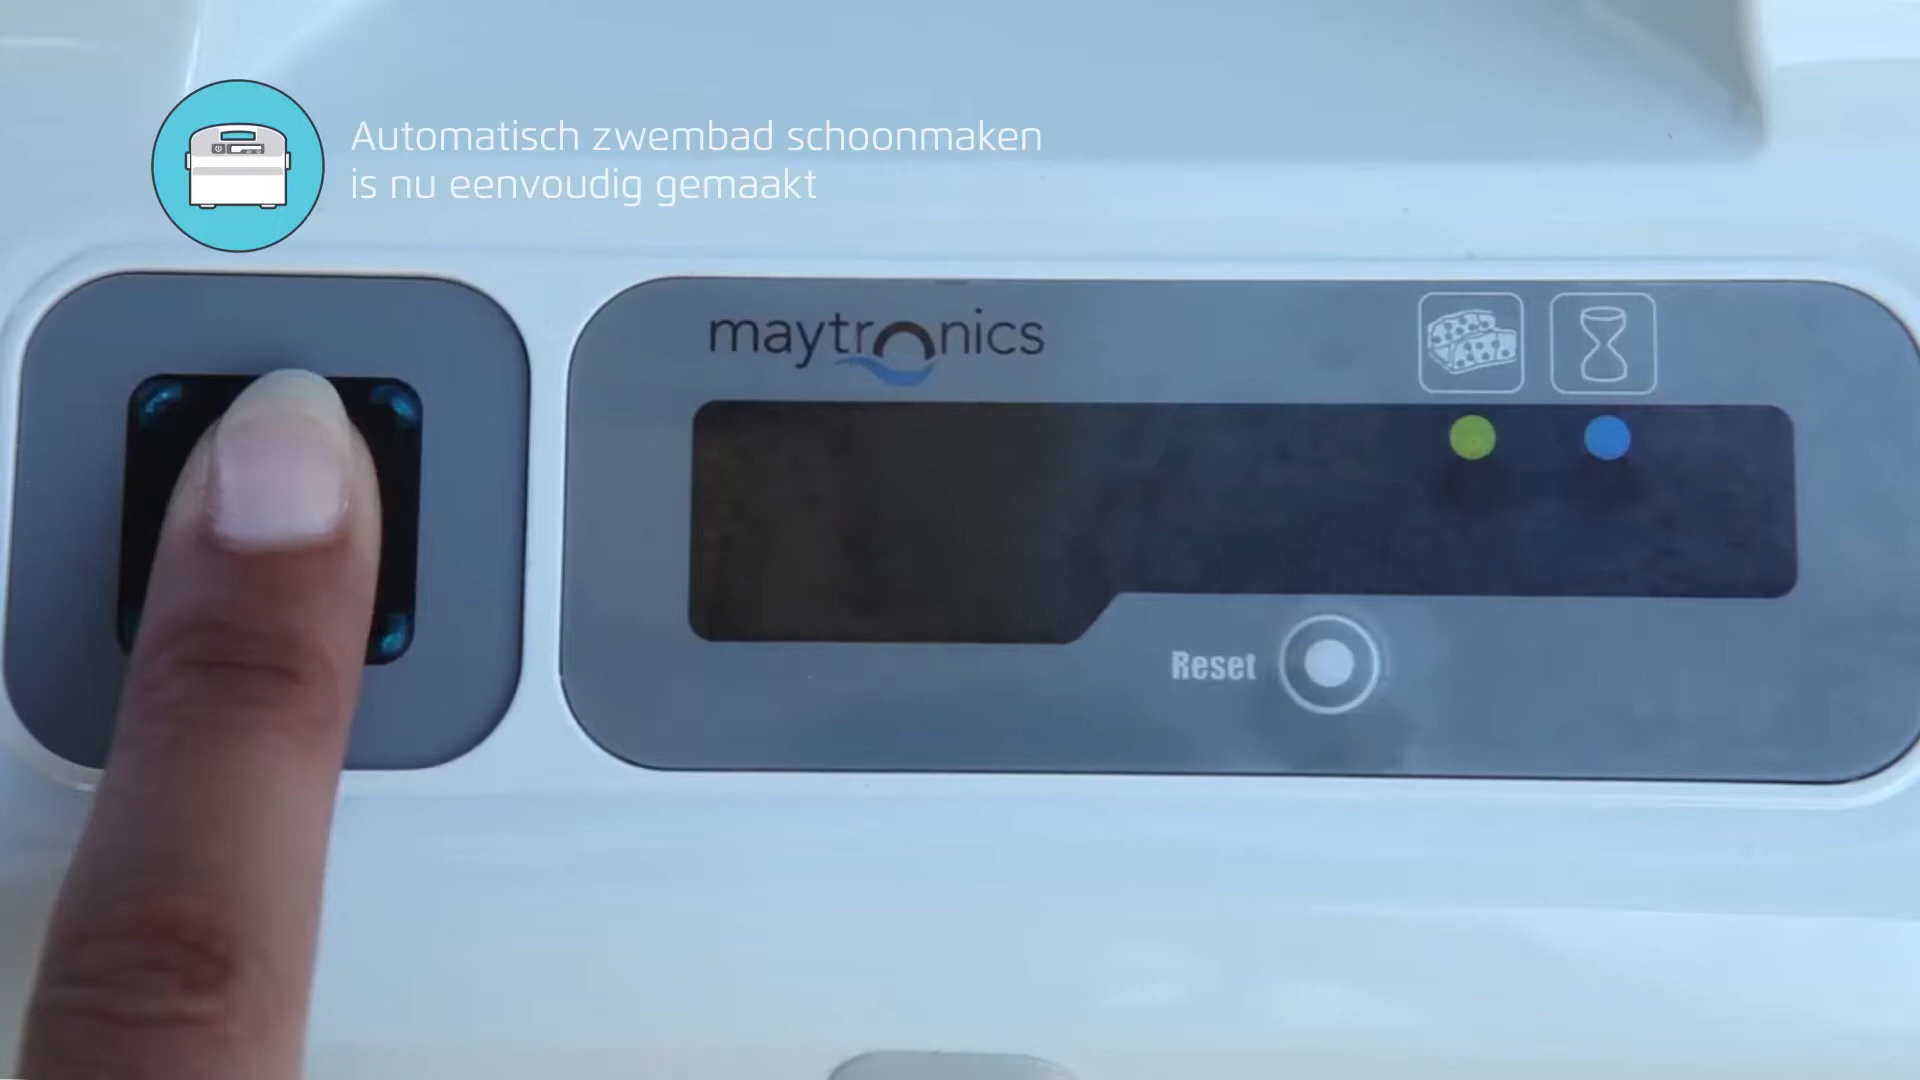 Automatisch zwembad schoonmaken
is nu eenvoudig gemaakt
maytronics
Reset